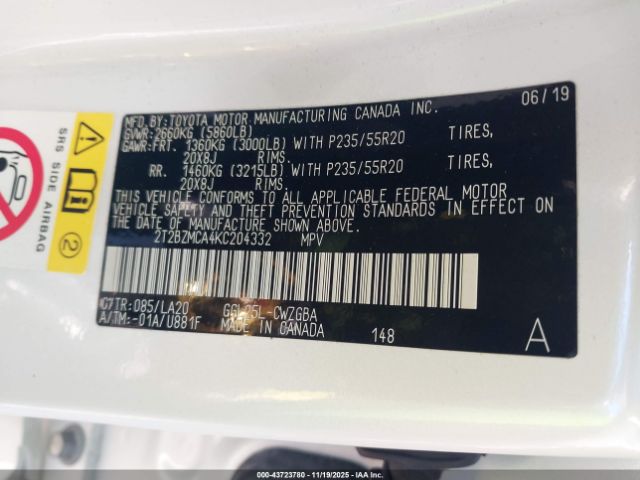 MFD.BY:TOYOTA MOTOR MANUFACTURING CANADA INC. 06/19
GVWR:2660KG (5860LB)
GAWR:FRT. 1360KG (3000LB) WITH P235/55R20 TIRES,
20X8J RIMS.
RR. 1460KG (3215LB) WITH P235/55R20 TIRES,
20X8J RIMS.
THIS VEHICLE CONFORMS TO ALL APPLICABLE FEDERAL MOTOR
VEHICLE SAFETY AND THEFT PREVENTION STANDARDS IN EFFECT ON
THE DATE OF MANUFACTURE SHOWN ABOVE.
2T2BZMCA4KC204332 MPV
C/TR:085/LA20 GGL25L-CWZGBA
A/TM:-01A/U881F MADE IN CANADA 148 A
SRS SIDE AIRBAG
2
000-43723780 - 11/19/2025 - IAA Inc.